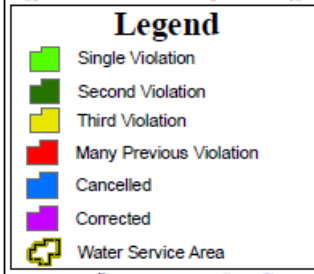 Legend
Single Violation
Second Violation
Third Violation
Many Previous Violation
Cancelled
Corrected
Water Service Area